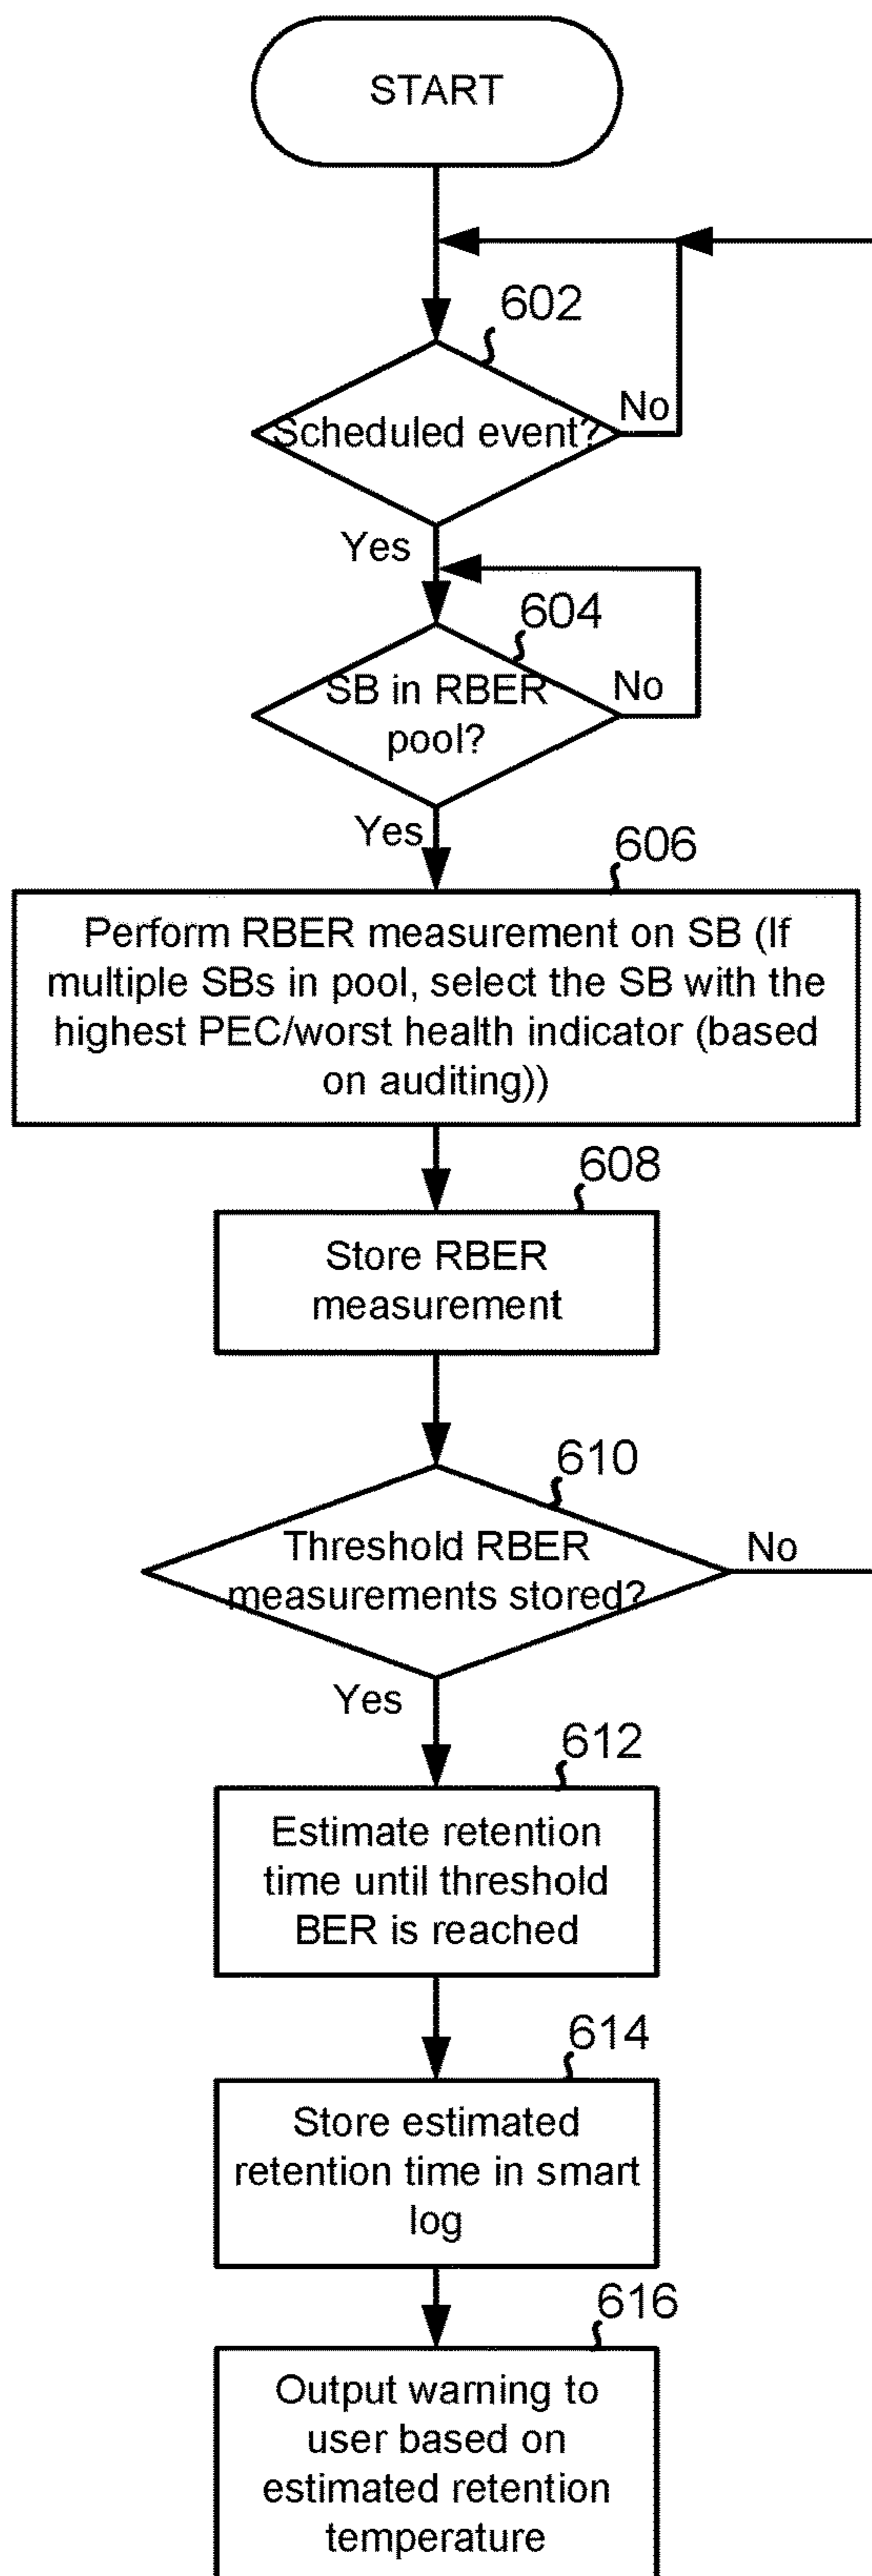 START
602
Scheduled event?
No
Yes
604
SB in RBER
pool?
No
Yes
606
Perform RBER measurement on SB (If
multiple SBs in pool, select the SB with the
highest PEC/worst health indicator (based
on auditing))
608
Store RBER
measurement
610
Threshold RBER
measurements stored?
No
Yes
612
Estimate retention
time until threshold
BER is reached
614
Store estimated
retention time in smart
log
616
Output warning to
user based on
estimated retention
temperature